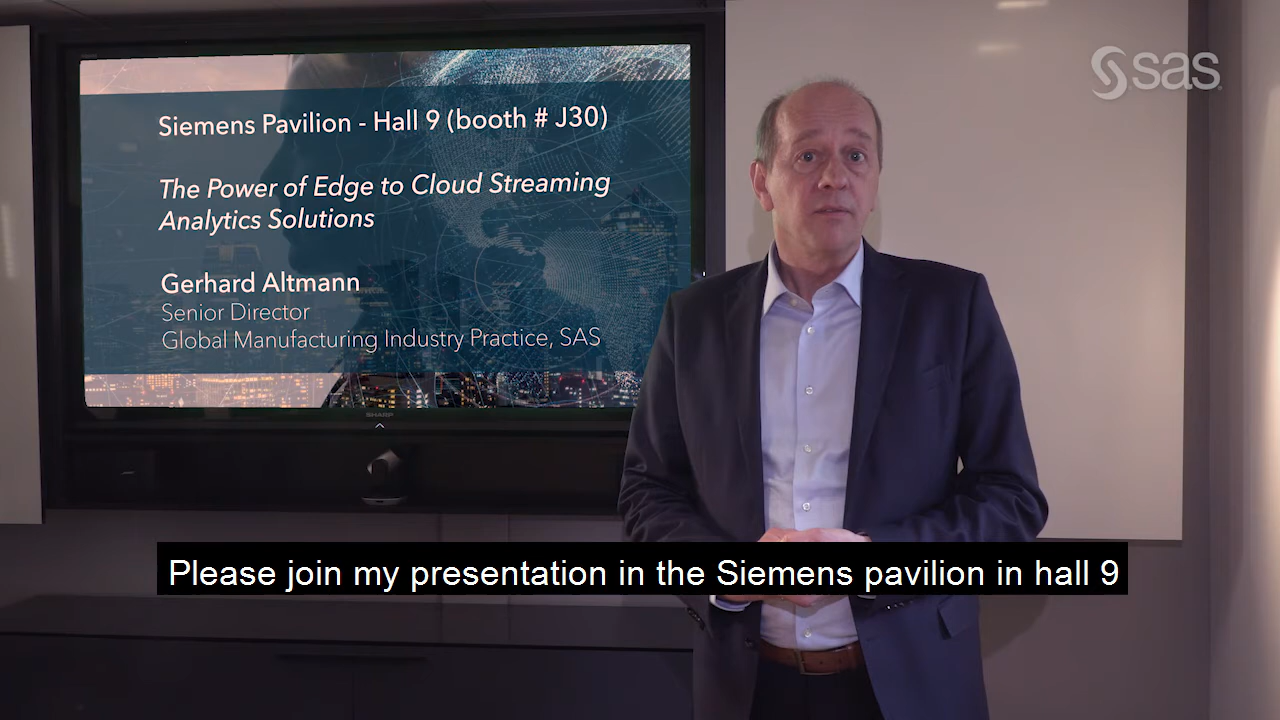 Siemens Pavilion - Hall 9 (booth # J30)
The Power of Edge to Cloud Streaming
Analytics Solutions
Gerhard Altmann
Senior Director
Global Manufacturing Industry Practice, SAS
SHARP
sas
Please join my presentation in the Siemens pavilion in hall 9